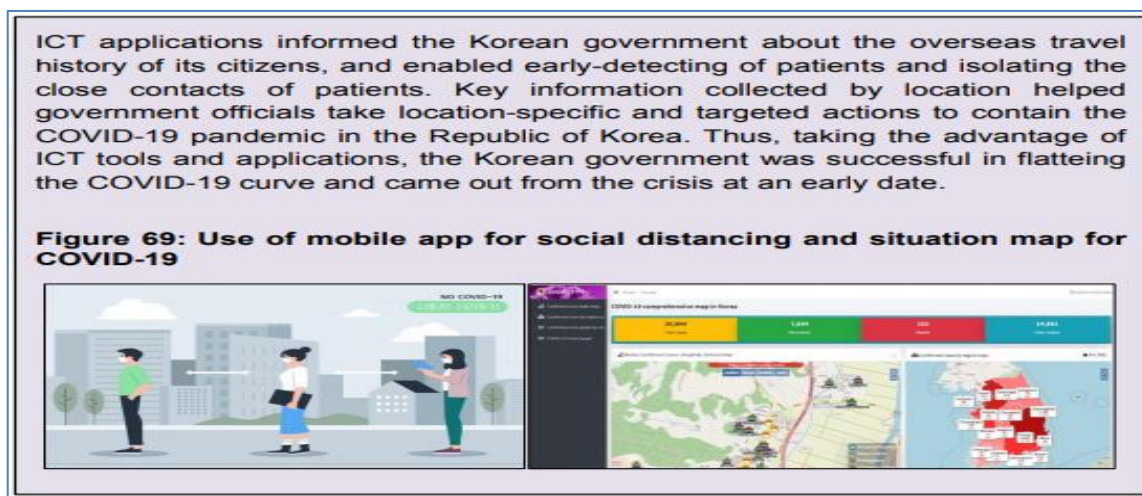 ICT applications informed the Korean government about the overseas travel
history of its citizens, and enabled early-detecting of patients and isolating the
close contacts of patients. Key information collected by location helped
government officials take location-specific and targeted actions to contain the
COVID-19 pandemic in the Republic of Korea. Thus, taking the advantage of
ICT tools and applications, the Korean government was successful in flatteing
the COVID-19 curve and came out from the crisis at an early date.
Figure 69: Use of mobile app for social distancing and situation map for
COVID-19
NO COVID-19
COVID-19 comprehensive map in Korea